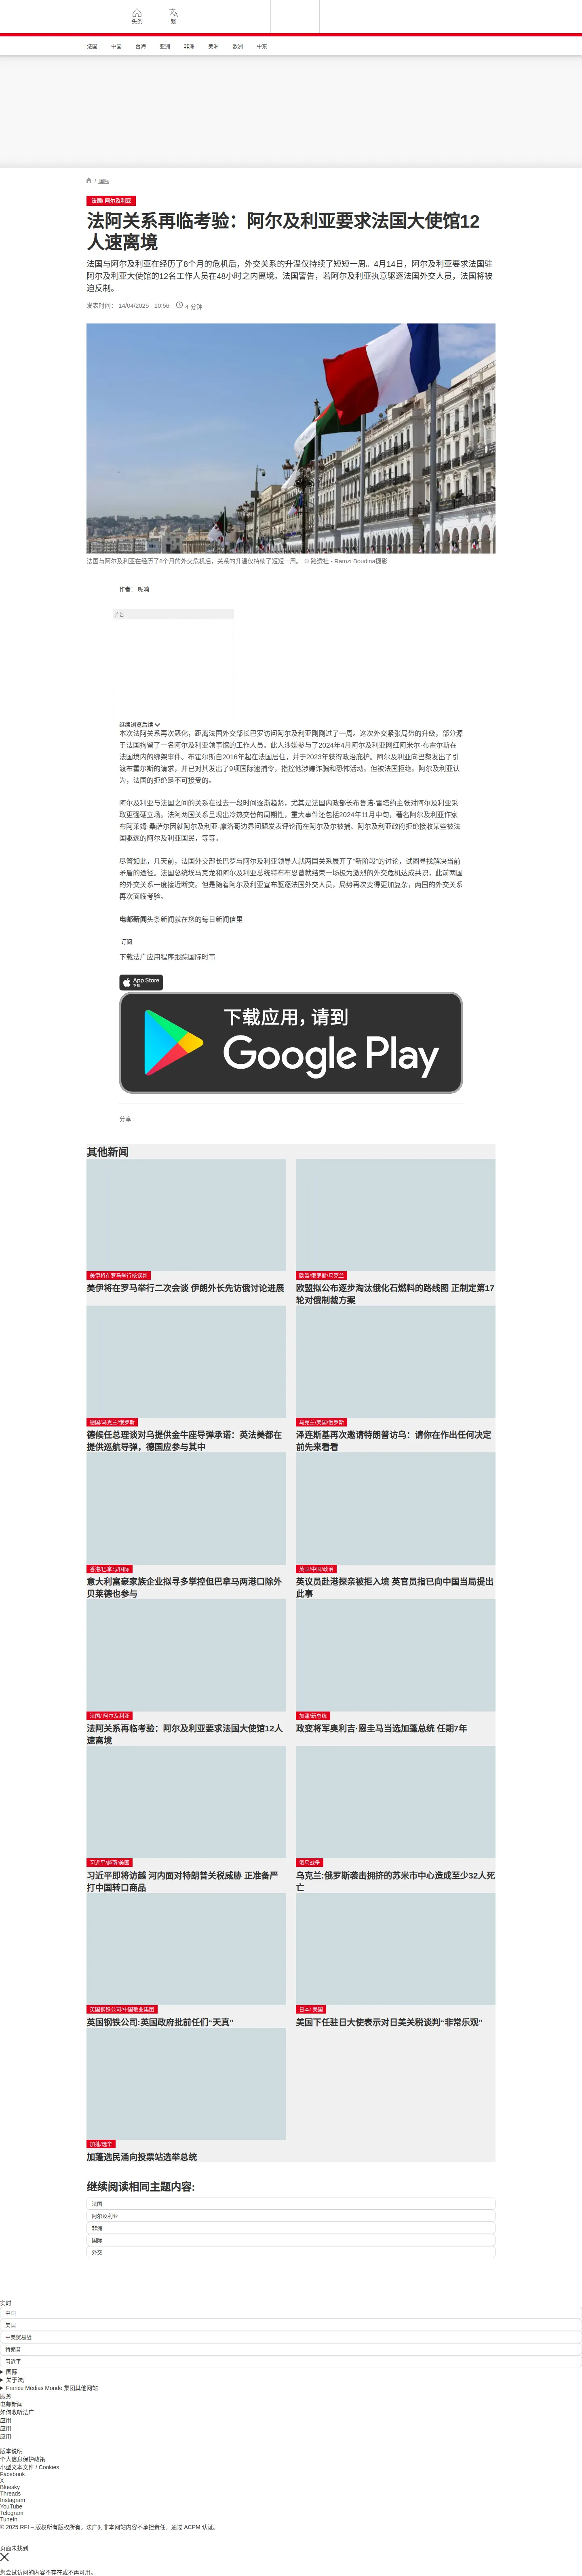 头条
繁
法国
中国
台海
亚洲
非洲
美洲
欧洲
中东
/ 国际
法国/ 阿尔及利亚
法阿关系再临考验：阿尔及利亚要求法国大使馆12
人速离境
法国与阿尔及利亚在经历了8个月的危机后，外交关系的升温仅持续了短短一周。4月14日，阿尔及利亚要求法国驻
阿尔及利亚大使馆的12名工作人员在48小时之内离境。法国警告，若阿尔及利亚执意驱逐法国外交人员，法国将被
迫反制。
发表时间： 14/04/2025 - 10:56 4 分钟
法国与阿尔及利亚在经历了8个月的外交危机后，关系的升温仅持续了短短一周。 © 路透社 - Ramzi Boudina摄影
作者： 呢喃
广告
继续浏览后续
本次法阿关系再次恶化，距离法国外交部长巴罗访问阿尔及利亚刚刚过了一周。这次外交紧张局势的升级，部分源
于法国拘留了一名阿尔及利亚领事馆的工作人员。此人涉嫌参与了2024年4月阿尔及利亚网红阿米尔·布霍尔斯在
法国境内的绑架事件。布霍尔斯自2016年起在法国居住，并于2023年获得政治庇护。阿尔及利亚向巴黎发出了引
渡布霍尔斯的请求，并已对其发出了9项国际逮捕令，指控他涉嫌诈骗和恐怖活动。但被法国拒绝。阿尔及利亚认
为，法国的拒绝是不可接受的。
阿尔及利亚与法国之间的关系在过去一段时间逐渐趋紧，尤其是法国内政部长布鲁诺·雷塔约主张对阿尔及利亚采
取更强硬立场。法阿两国关系呈现出冷热交替的周期性，重大事件还包括2024年11月中旬，著名阿尔及利亚作家
布阿莱姆·桑萨尔因就阿尔及利亚-摩洛哥边界问题发表评论而在阿尔及尔被捕、阿尔及利亚政府拒绝接收某些被法
国驱逐的阿尔及利亚国民，等等。
尽管如此，几天前，法国外交部长巴罗与阿尔及利亚领导人就两国关系展开了“新阶段”的讨论，试图寻找解决当前
矛盾的途径。法国总统埃马克龙和阿尔及利亚总统特布布恩曾就结束一场极为激烈的外交危机达成共识，此前两国
的外交关系一度接近断交。但是随着阿尔及利亚宣布驱逐法国外交人员，局势再次变得更加复杂，两国的外交关系
再次面临考验。
电邮新闻头条新闻就在您的每日新闻信里
订阅
下载法广应用程序跟踪国际时事
App Store
下载
下载应用，请到
Google Play
分享 :
其他新闻
美伊将在罗马举行核谈判
美伊将在罗马举行二次会谈 伊朗外长先访俄讨论进展
欧盟/俄罗斯/乌克兰
欧盟拟公布逐步淘汰俄化石燃料的路线图 正制定第17
轮对俄制裁方案
德国/乌克兰/俄罗斯
德候任总理谈对乌提供金牛座导弹承诺：英法美都在
提供巡航导弹，德国应参与其中
乌克兰/美国/俄罗斯
泽连斯基再次邀请特朗普访乌：请你在作出任何决定
前先来看看
香港/巴拿马/国际
意大利富豪家族企业拟寻多掌控但巴拿马两港口除外
贝莱德也参与
英国/中国/政治
英议员赴港探亲被拒入境 英官员指已向中国当局提出
此事
法国/ 阿尔及利亚
法阿关系再临考验：阿尔及利亚要求法国大使馆12人
速离境
加蓬/新总统
政变将军奥利吉·恩圭马当选加蓬总统 任期7年
习近平/越南/美国
习近平即将访越 河内面对特朗普关税威胁 正准备严
打中国转口商品
俄乌战争
乌克兰:俄罗斯袭击拥挤的苏米市中心造成至少32人死
亡
英国钢铁公司/中国敬业集团
英国钢铁公司:英国政府批前任们“天真”
日本/ 美国
美国下任驻日大使表示对日美关税谈判“非常乐观”
加蓬/选举
加蓬选民涌向投票站选举总统
继续阅读相同主题内容:
法国
阿尔及利亚
非洲
国际
外交
实时
中国
美国
中美贸易战
特朗普
习近平
国际
关于法广
France Médias Monde 集团其他网站
服务
电邮新闻
如何收听法广
应用
应用
应用
版本说明
个人信息保护政策
小型文本文件 / Cookies
Facebook
X
Bluesky
Threads
Instagram
YouTube
Telegram
TuneIn
© 2025 RFI – 版权所有版权所有。法广对非本网站内容不承担责任。通过 ACPM 认证。
页面未找到
您尝试访问的内容不存在或不再可用。